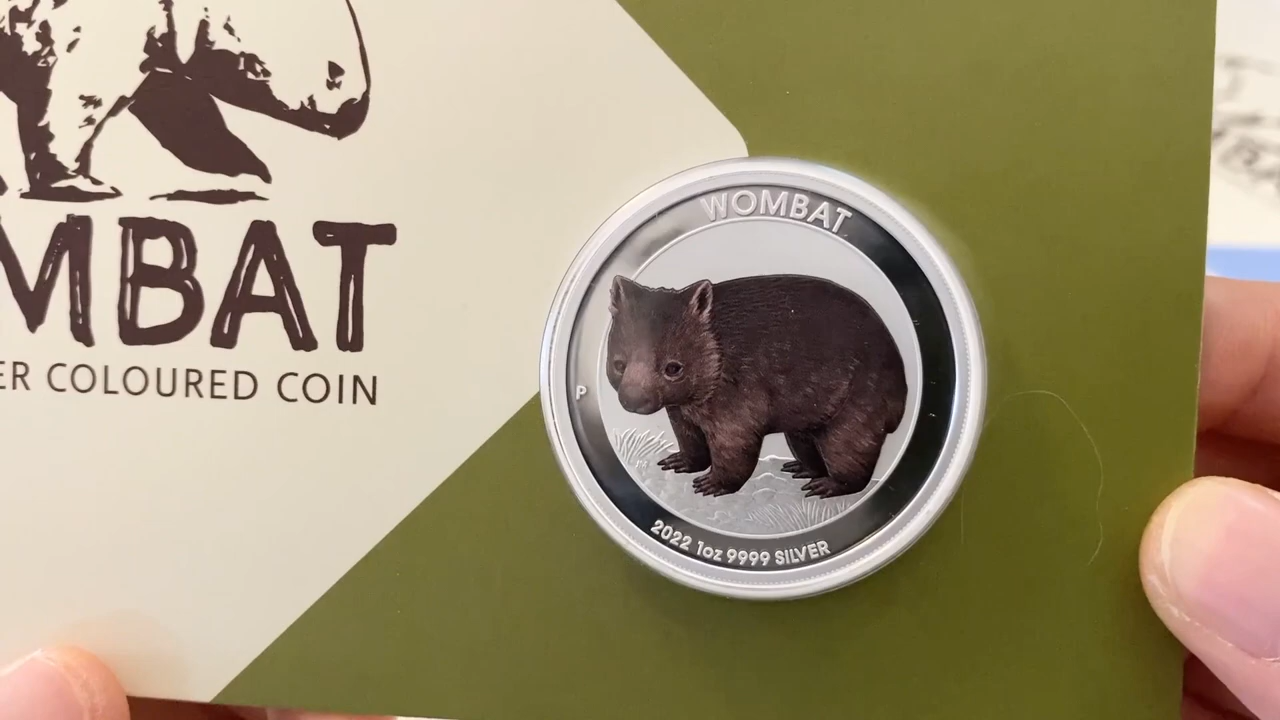 MBAT
ER COLOURED COIN
WOMBAT
P
2022 1oz 9999 SILVER